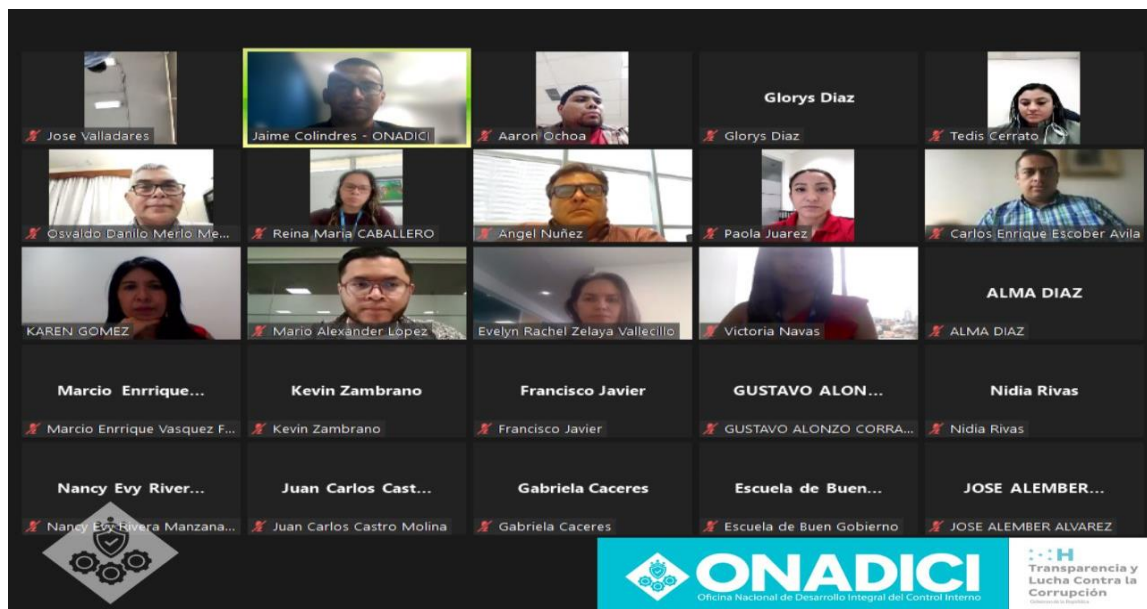 Jose Valladares
Jaime Colindres - ONADICI
Aaron Ochoa
Glorys Diaz
Glorys Diaz
Tedis Cerrato
Osvaldo Danilo Merlo Me...
Reina Maria CABALLERO
Angel Nuñez
Paola Juarez
Carlos Enrique Escober Avila
KAREN GOMEZ
Mario Alexander López
Evelyn Rachel Zelaya Vallecillo
Victoria Navas
ALMA DIAZ
ALMA DIAZ
Marcio Enrrique...
Kevin Zambrano
Francisco Javier
GUSTAVO ALON...
Nidia Rivas
Marcio Enrrique Vasquez F...
Kevin Zambrano
Francisco Javier
GUSTAVO ALONZO CORRA...
Nidia Rivas
Nancy Evy River...
Juan Carlos Cast...
Gabriela Caceres
Escuela de Buen...
JOSE ALEMBER...
Nancy Evy Rivera Manzana...
Juan Carlos Castro Molina
Gabriela Caceres
Escuela de Buen Gobierno
JOSE ALEMBER ALVAREZ
ONADICI
Oficina Nacional de Desarrollo Integral del Control Interno
H
Transparencia y
Lucha Contra la
Corrupción